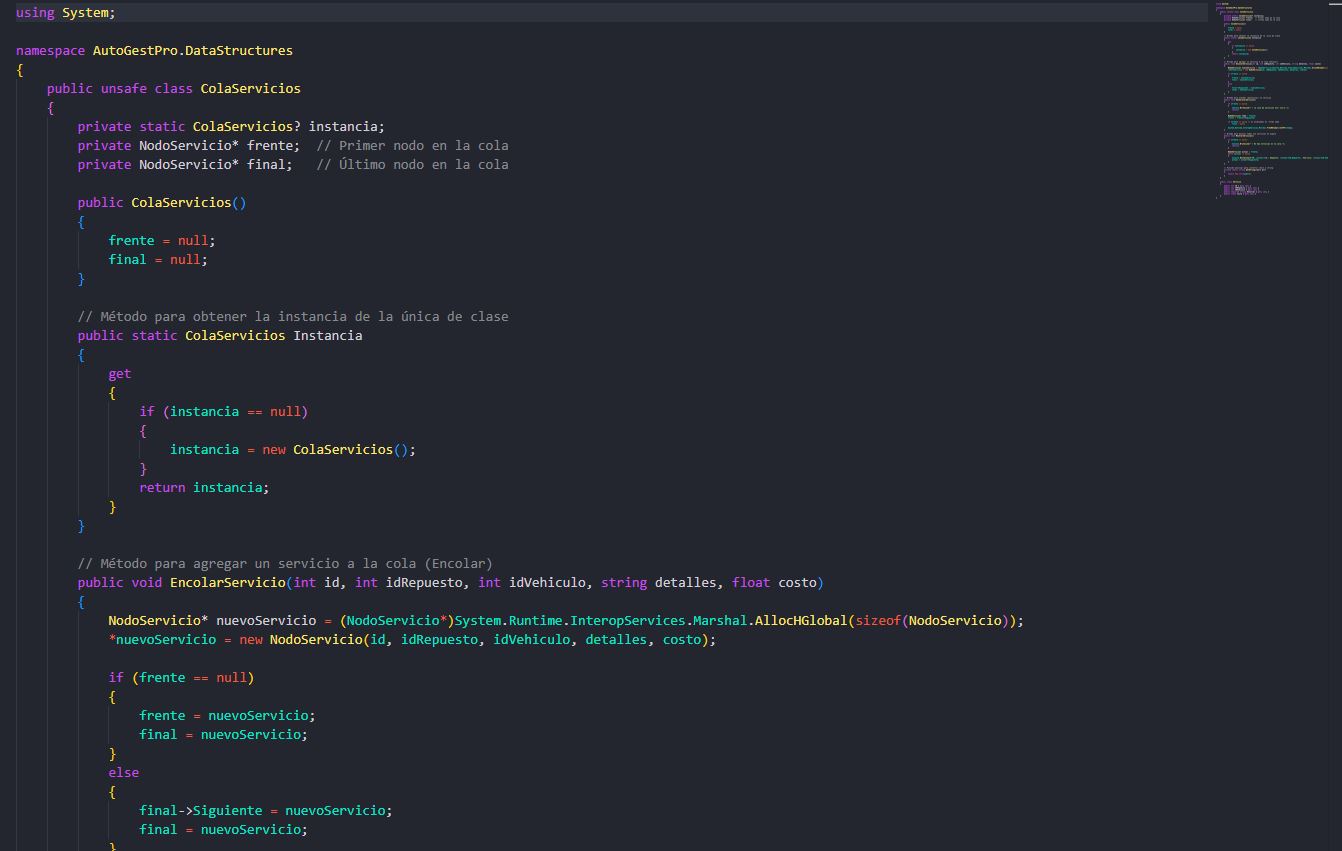 using System;
namespace AutoGestPro.DataStructures
{
public unsafe class ColaServicios
{
private static ColaServicios? instancia;
private NodoServicio* frente;  // Primer nodo en la cola
private NodoServicio* final;   // Último nodo en la cola
public ColaServicios()
{
frente = null;
final = null;
}
// Método para obtener la instancia de la única de clase
public static ColaServicios Instancia
{
get
{
if (instancia == null)
{
instancia = new ColaServicios();
}
return instancia;
}
}
// Método para agregar un servicio a la cola (Encolar)
public void EncolarServicio(int id, int idRepuesto, int idVehiculo, string detalles, float costo)
{
NodoServicio* nuevoServicio = (NodoServicio*)System.Runtime.InteropServices.Marshal.AllocHGlobal(sizeof(NodoServicio));
*nuevoServicio = new NodoServicio(id, idRepuesto, idVehiculo, detalles, costo);
if (frente == null)
{
frente = nuevoServicio;
final = nuevoServicio;
}
else
{
final->Siguiente = nuevoServicio;
final = nuevoServicio;
}